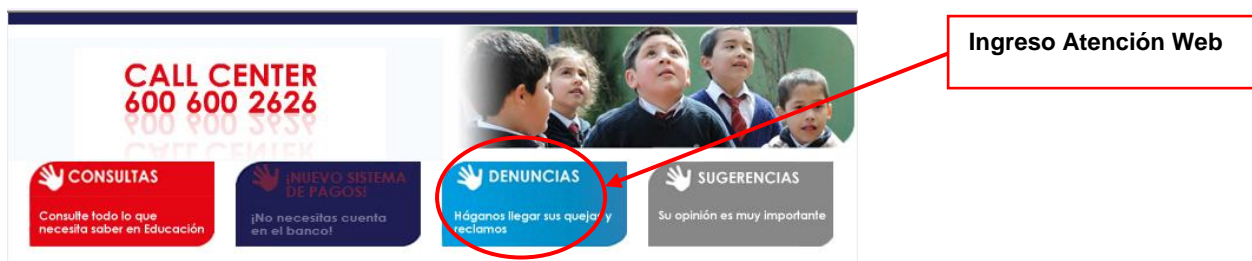 Ingreso Atención Web
CALL CENTER
600 600 2626
CONSULTAS
Consulte todo lo que
necesita saber en Educación
¡NUEVO SISTEMA
DE PAGOS!
¡No necesitas cuenta
en el banco!
DENUNCIAS
Háganos llegar sus quejas y
reclamos
SUGERENCIAS
Su opinión es muy importante